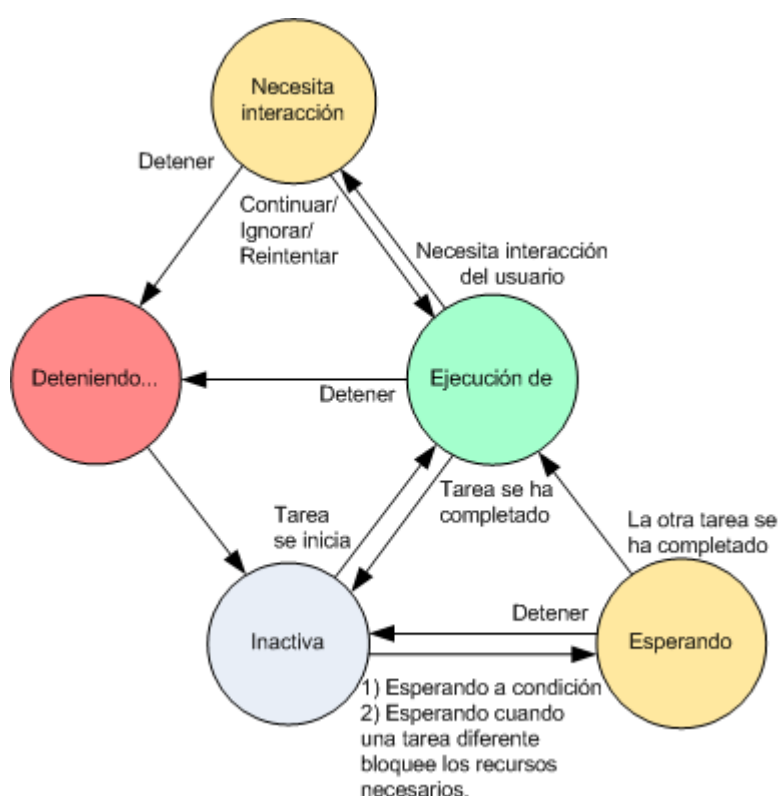 Necesita
interacción
Detener
Continuar/
Ignorar/
Reintentar
Necesita interacción
del usuario
Deteniendo...
Ejecución de
Detener
Tarea se ha
completado
Tarea
se inicia
La otra tarea se
ha completado
Inactiva
Detener
Esperando
1) Esperando a condición
2) Esperando cuando
una tarea diferente
bloquee los recursos
necesarios.